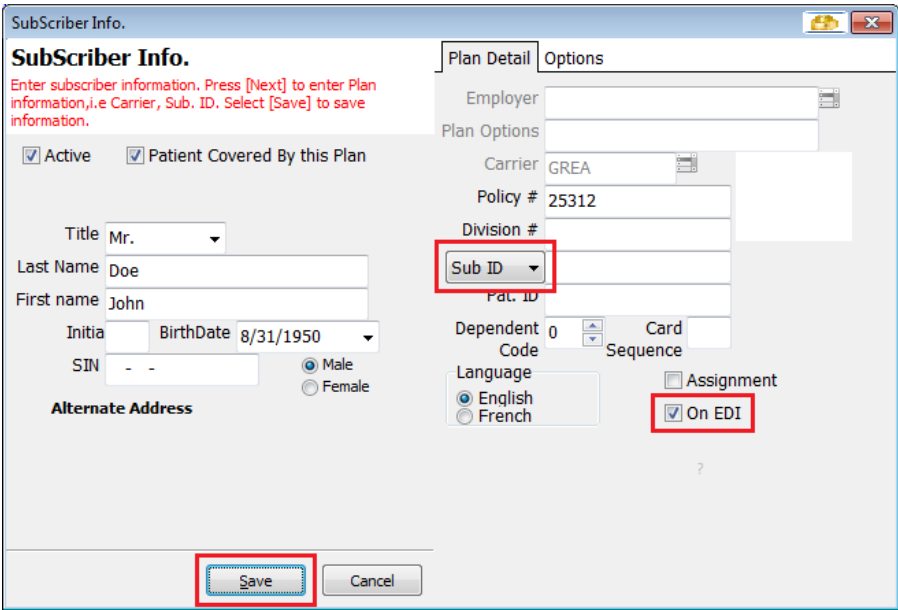 SubScriber Info.
SubScriber Info.
Enter subscriber information. Press [Next] to enter Plan
information,i.e Carrier, Sub. ID. Select [Save] to save
information.
Active
Patient Covered By this Plan
Title Mr.
Last Name Doe
First name John
Initia BirthDate 8/31/1950
SIN - -
Male
Female
Alternate Address
Save Cancel
Plan Detail Options
Employer
Plan Options
Carrier GREA
Policy # 25312
Division #
Sub ID
Pat. ID
Dependent 0 Card
Code Sequence
Language
English
French
Assignment
On EDI
?